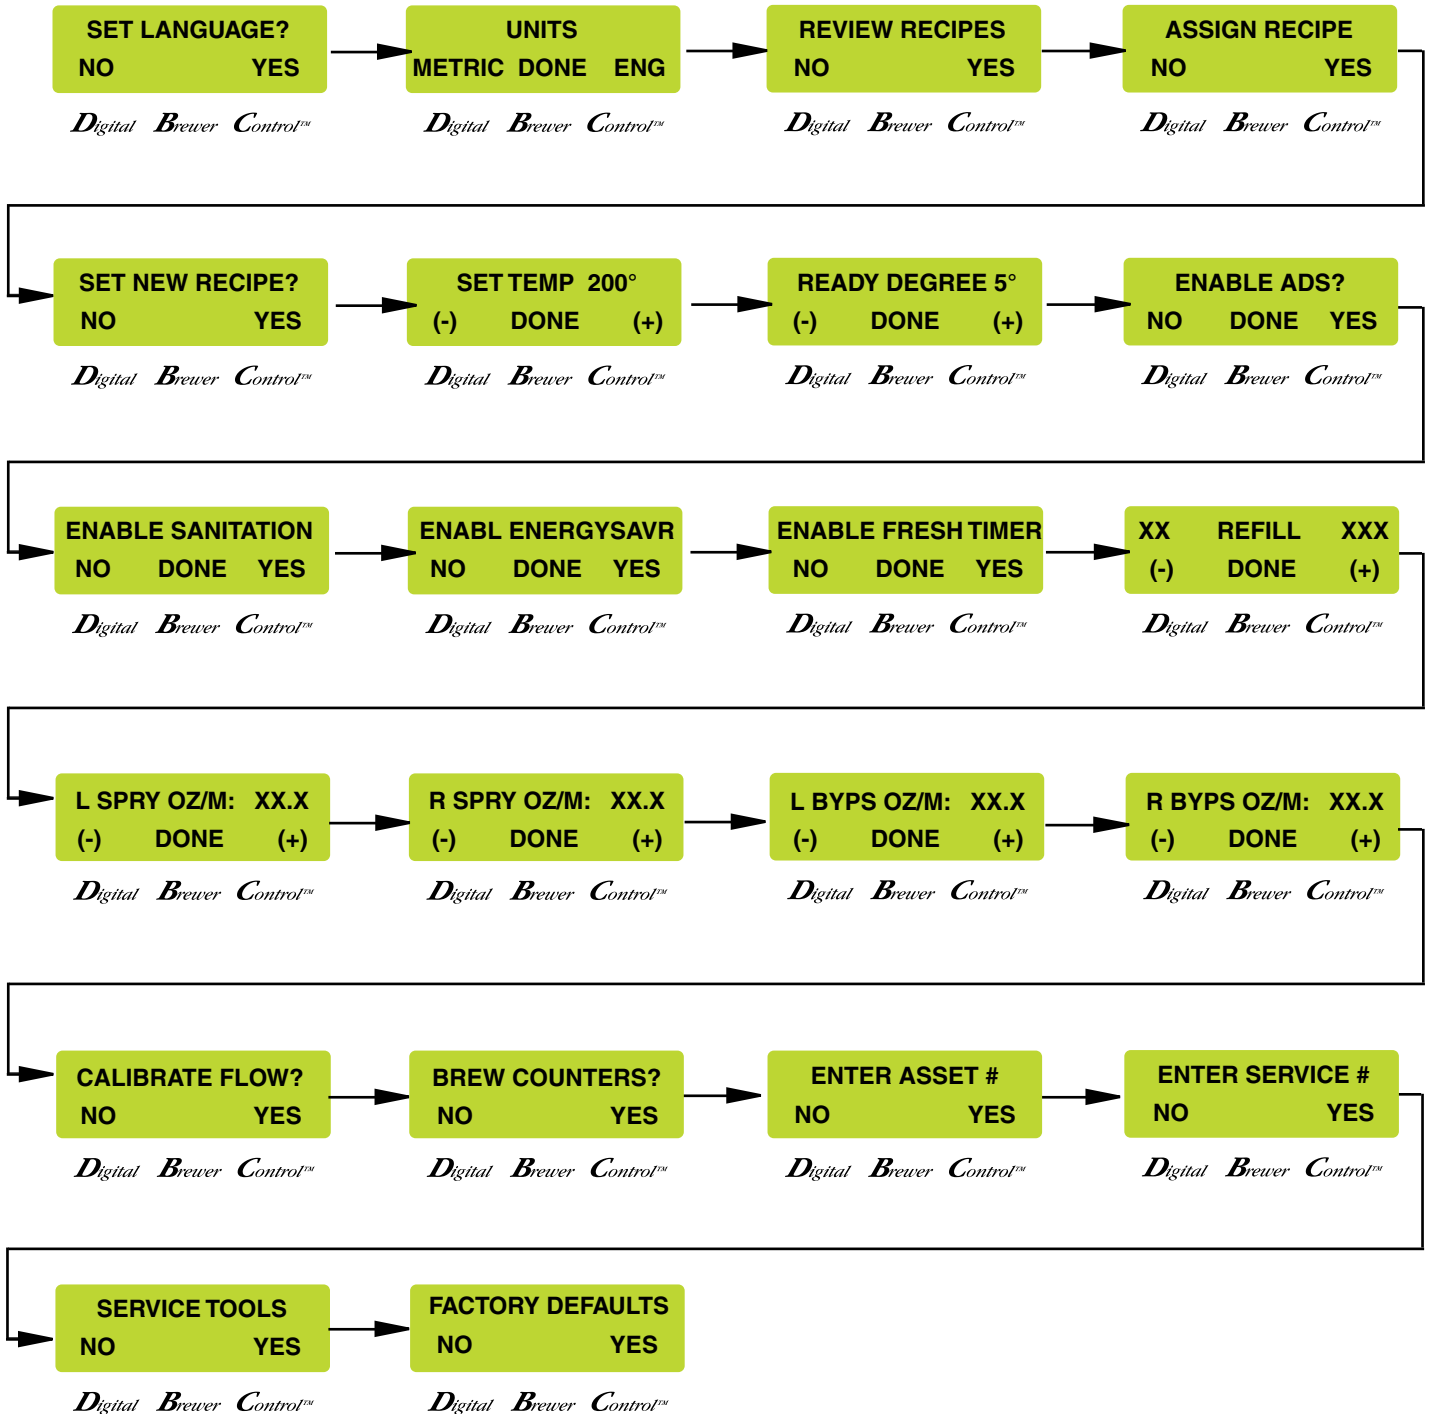 SET LANGUAGE?
NO YES
Digital Brewer Control™
UNITS
METRIC DONE ENG
Digital Brewer Control™
REVIEW RECIPES
NO YES
Digital Brewer Control™
ASSIGN RECIPE
NO YES
Digital Brewer Control™
SET NEW RECIPE?
NO YES
Digital Brewer Control™
SET TEMP 200°
(-) DONE (+)
Digital Brewer Control™
READY DEGREE 5°
(-) DONE (+)
Digital Brewer Control™
ENABLE ADS?
NO DONE YES
Digital Brewer Control™
ENABLE SANITATION
NO DONE YES
Digital Brewer Control™
ENABL ENERGYSAVR
NO DONE YES
Digital Brewer Control™
ENABLE FRESH TIMER
NO DONE YES
Digital Brewer Control™
XX REFILL XXX
(-) DONE (+)
Digital Brewer Control™
L SPRY OZ/M: XX.X
(-) DONE (+)
Digital Brewer Control™
R SPRY OZ/M: XX.X
(-) DONE (+)
Digital Brewer Control™
L BYPS OZ/M: XX.X
(-) DONE (+)
Digital Brewer Control™
R BYPS OZ/M: XX.X
(-) DONE (+)
Digital Brewer Control™
CALIBRATE FLOW?
NO YES
Digital Brewer Control™
BREW COUNTERS?
NO YES
Digital Brewer Control™
ENTER ASSET #
NO YES
Digital Brewer Control™
ENTER SERVICE #
NO YES
Digital Brewer Control™
SERVICE TOOLS
NO YES
Digital Brewer Control™
FACTORY DEFAULTS
NO YES
Digital Brewer Control™